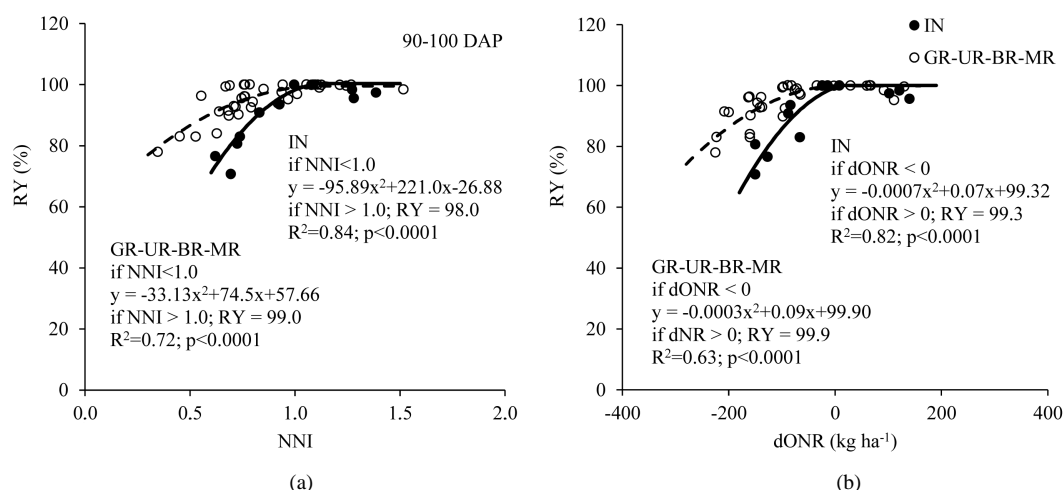 120
100
80
60
40
20
0
RY (%)
0.0
0.5
1.0
1.5
2.0
NNI
90-100 DAP
IN
if NNI<1.0
y = -95.89x²+221.0x-26.88
if NNI > 1.0; RY = 98.0
R²=0.84; p<0.0001
GR-UR-BR-MR
if NNI<1.0
y = -33.13x²+74.5x+57.66
if NNI > 1.0; RY = 99.0
R²=0.72; p<0.0001
(a)
120
100
80
60
40
20
0
RY (%)
-400
-200
0
200
400
dONR (kg ha⁻¹)
IN
GR-UR-BR-MR
IN
if dONR < 0
y = -0.0007x²+0.07x+99.32
if dONR > 0; RY = 99.3
R²=0.82; p<0.0001
GR-UR-BR-MR
if dONR < 0
y = -0.0003x²+0.09x+99.90
if dNR > 0; RY = 99.9
R²=0.63; p<0.0001
(b)